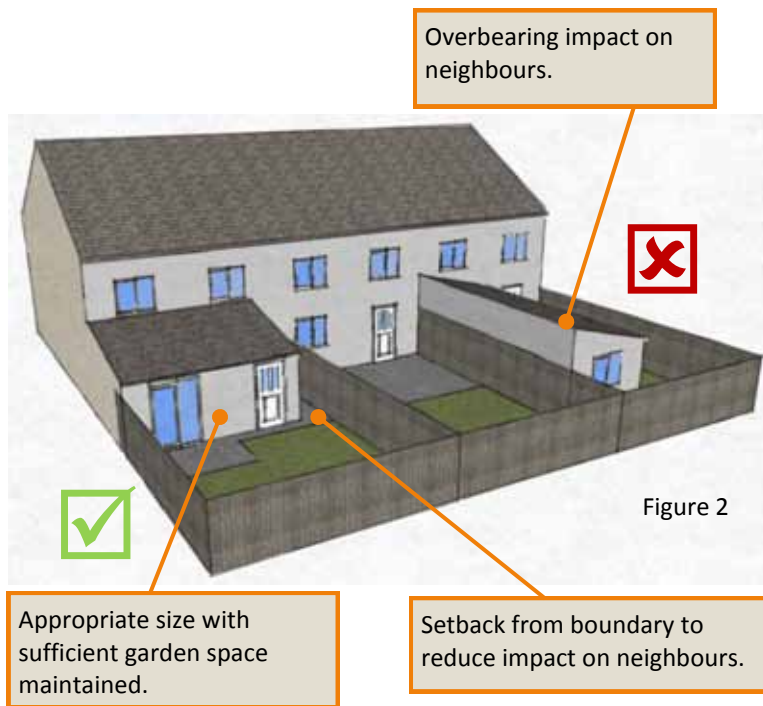 Overbearing impact on
neighbours.
Figure 2
Appropriate size with
sufficient garden space
maintained.
Setback from boundary to
reduce impact on neighbours.